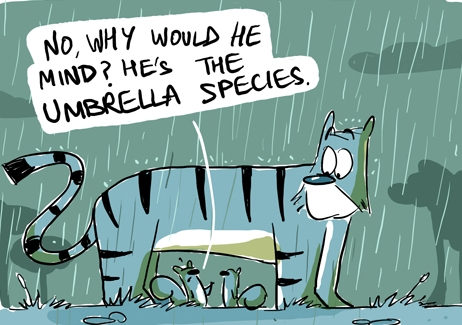 NO, WHY WOULD HE
MIND? HE'S THE
UMBRELLA SPECIES.